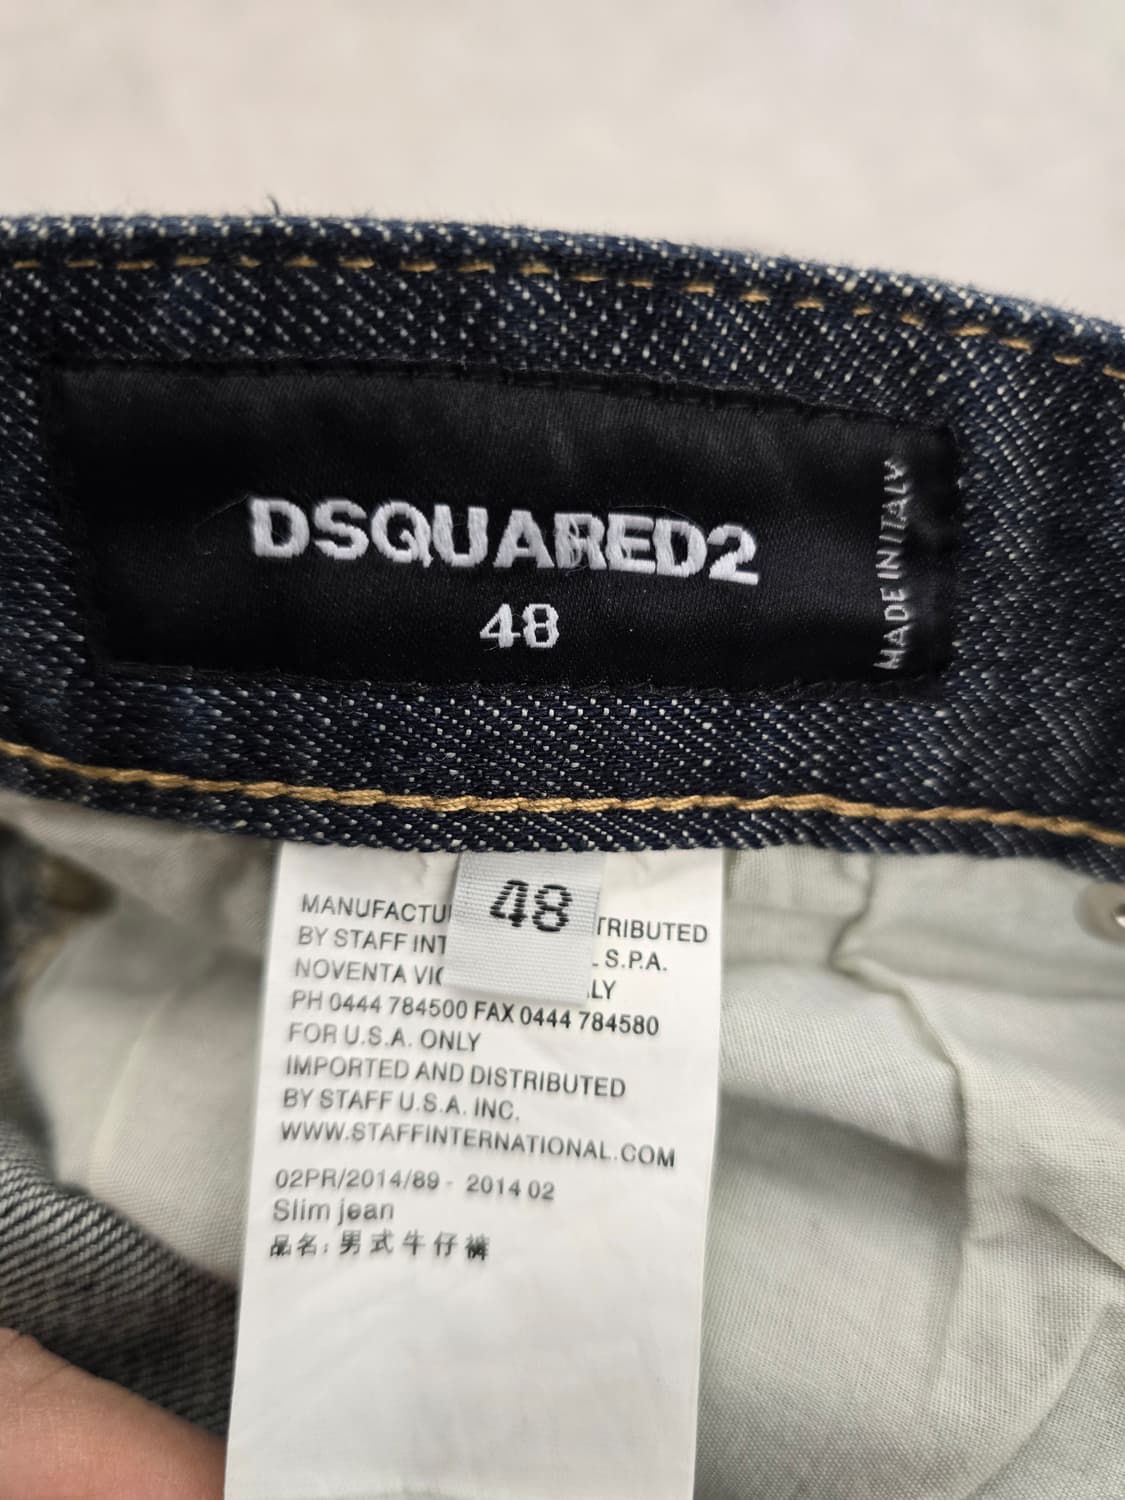 DSQUARED2
48
MADE IN ITALY
48
MANUFACTU TRIBUTED
BY STAFF INT L S.P.A.
NOVENTA VIC LY
PH 0444 784500 FAX 0444 784580
FOR U.S.A. ONLY
IMPORTED AND DISTRIBUTED
BY STAFF U.S.A. INC.
WWW.STAFFINTERNATIONAL.COM
02PR/2014/89 - 2014 02
Slim jean
品名: 男式牛仔裤